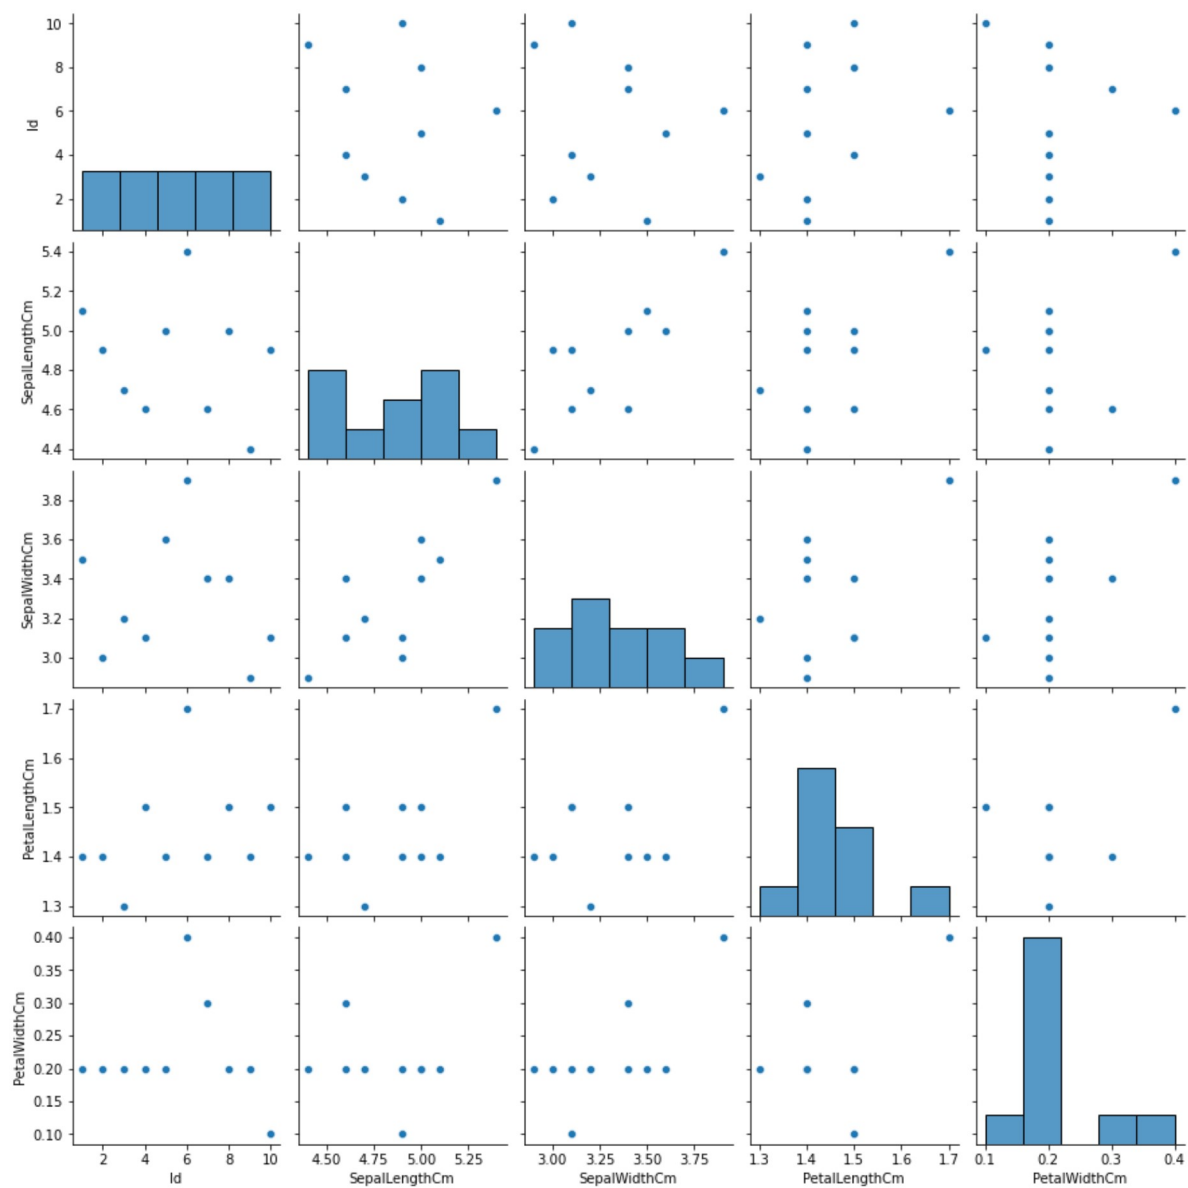 10
8
6
4
2
Id
5.4
5.2
5.0
4.8
4.6
4.4
SepalLengthCm
3.8
3.6
3.4
3.2
3.0
SepalWidthCm
1.7
1.6
1.5
1.4
1.3
PetalLengthCm
0.40
0.35
0.30
0.25
0.20
0.15
0.10
PetalWidthCm
2 4 6 8 10
Id
4.50 4.75 5.00 5.25
SepalLengthCm
3.00 3.25 3.50 3.75
SepalWidthCm
1.3 1.4 1.5 1.6 1.7
PetalLengthCm
0.1 0.2 0.3 0.4
PetalWidthCm